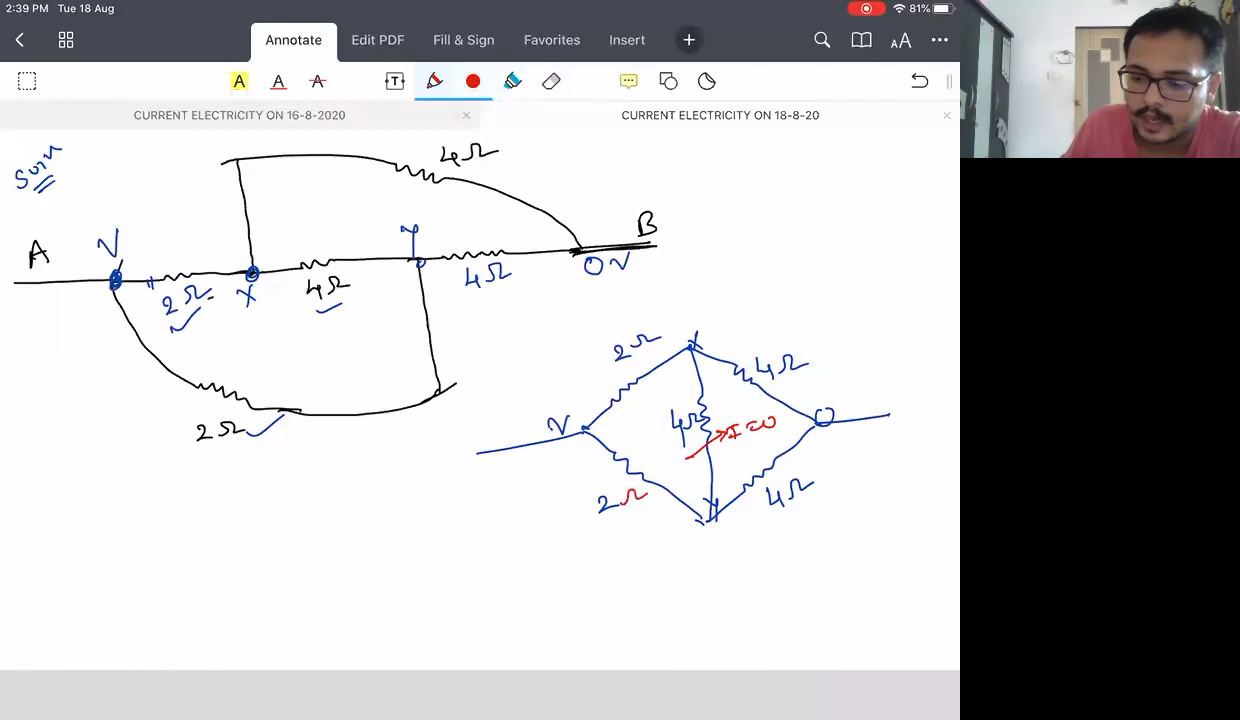 2:39 PM Tue 18 Aug
81%
Annotate
Edit PDF
Fill & Sign
Favorites
Insert
AA
A
A
A
T
CURRENT ELECTRICITY ON 16-8-2020
CURRENT ELECTRICITY ON 18-8-20
4Ω
A
V
2Ω
X
4Ω
Y
4Ω
B
0V
2Ω
2Ω
X
4Ω
V
4Ω
I=0
0
2Ω
Y
4Ω